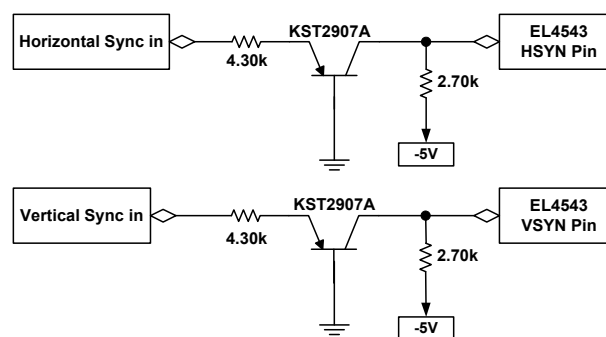 Horizontal Sync in
4.30k
KST2907A
2.70k
-5V
EL4543
HSYN Pin
Vertical Sync in
4.30k
KST2907A
2.70k
-5V
EL4543
VSYN Pin